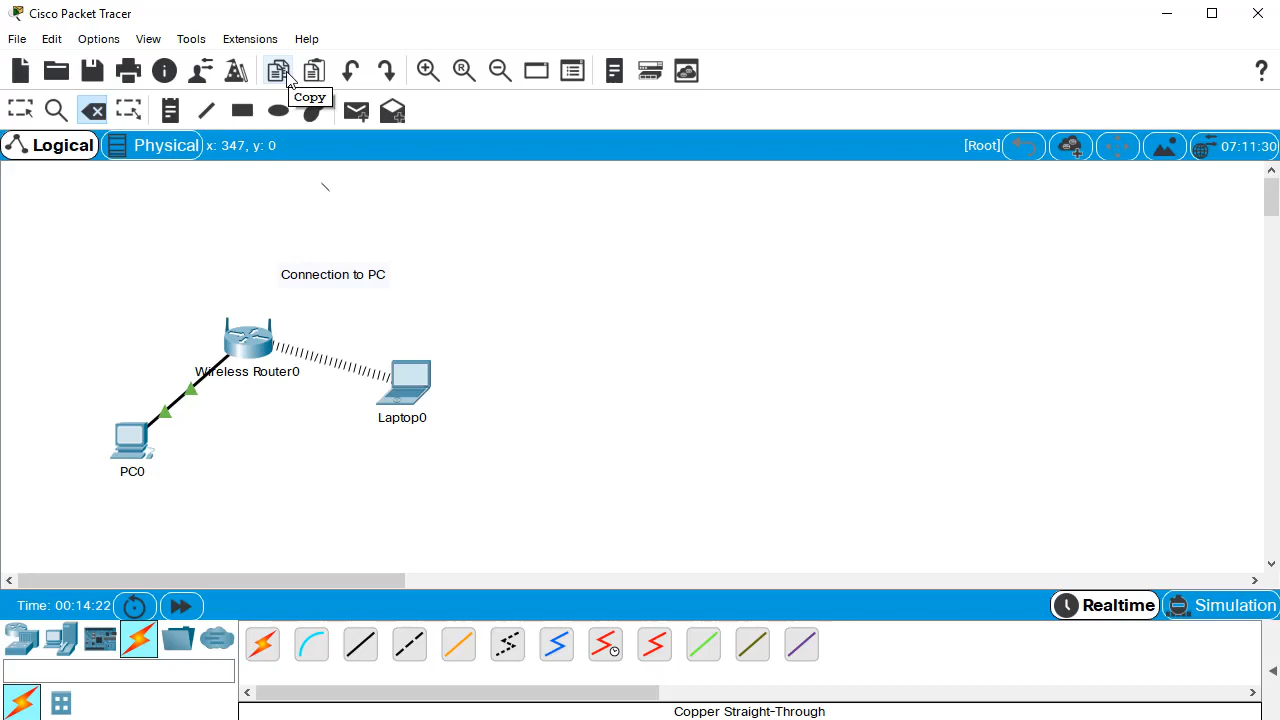 Cisco Packet Tracer
File Edit Options View Tools Extensions Help
Copy
Logical Physical x: 347, y: 0 [Root] 07:11:30
Connection to PC
Wireless Router0
Laptop0
PC0
Time: 00:14:22 Realtime Simulation
Copper Straight-Through